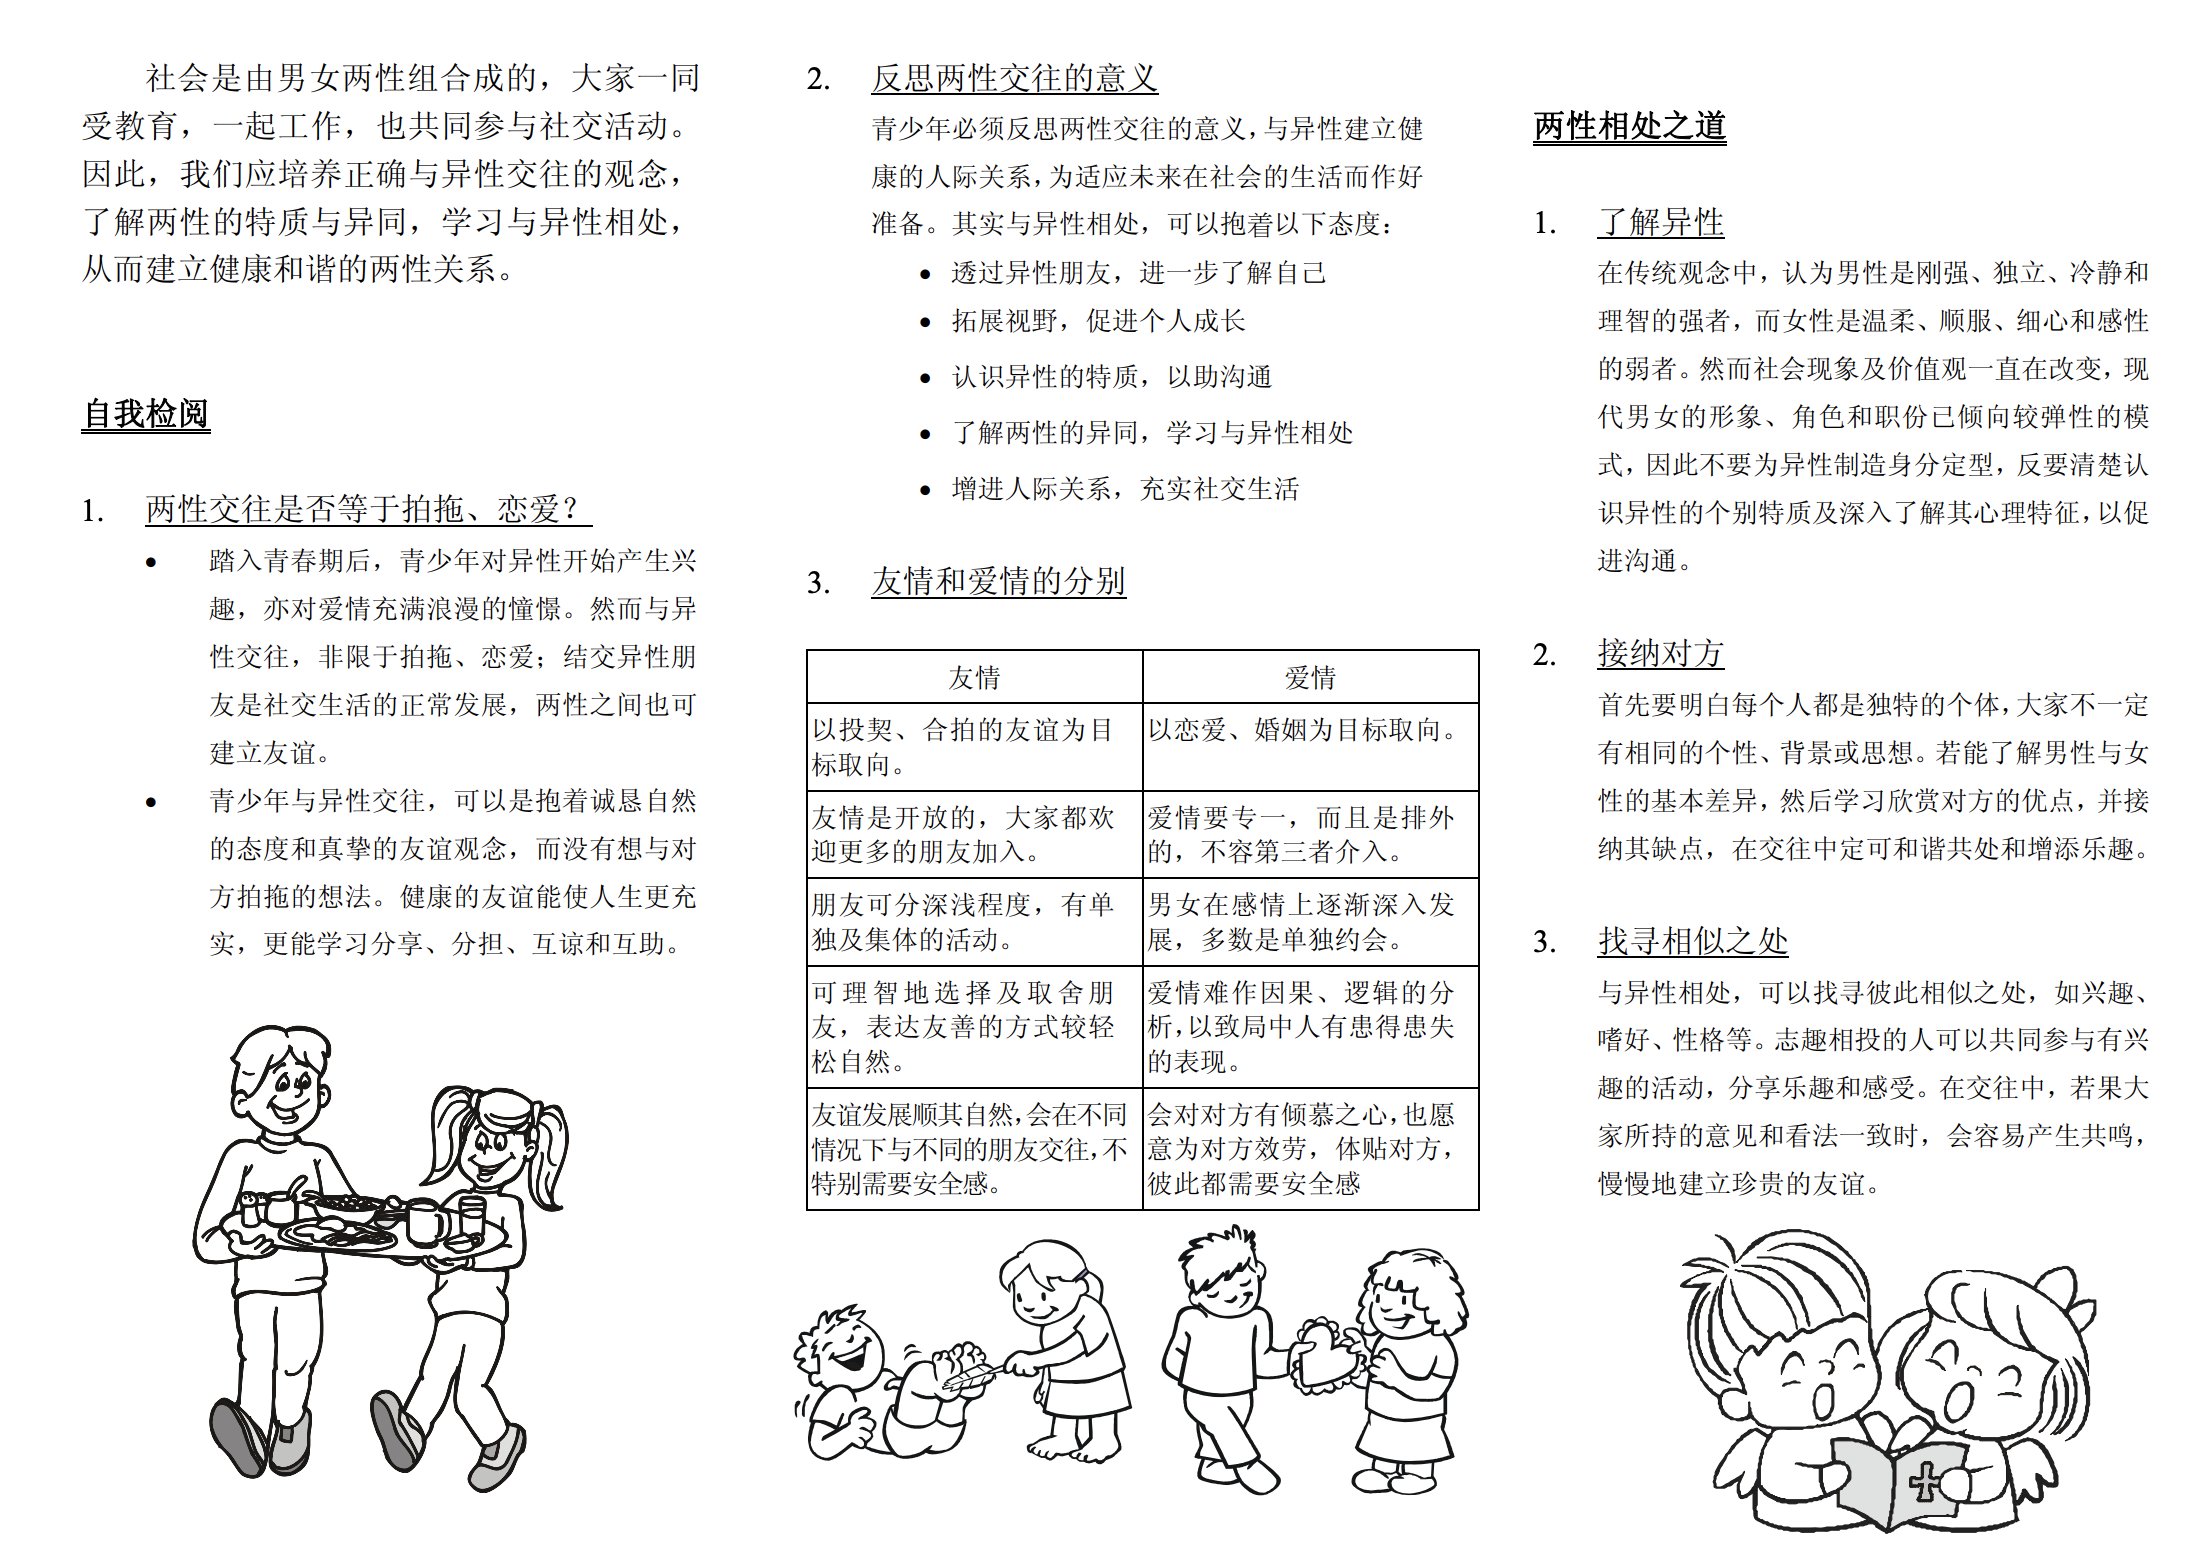 社会是由男女两性组合成的，大家一同
受教育，一起工作，也共同参与社交活动。
因此，我们应培养正确与异性交往的观念，
了解两性的特质与异同，学习与异性相处，
从而建立健康和谐的两性关系。
自我检阅
1. 两性交往是否等于拍拖、恋爱？
• 踏入青春期后，青少年对异性开始产生兴
趣，亦对爱情充满浪漫的憧憬。然而与异
性交往，非限于拍拖、恋爱；结交异性朋
友是社交生活的正常发展，两性之间也可
建立友谊。
• 青少年与异性交往，可以是抱着诚恳自然
的态度和真挚的友谊观念，而没有想与对
方拍拖的想法。健康的友谊能使人生更充
实，更能学习分享、分担、互谅和互助。
2. 反思两性交往的意义
青少年必须反思两性交往的意义，与异性建立健
康的人际关系，为适应未来在社会的生活而作好
准备。其实与异性相处，可以抱着以下态度：
• 透过异性朋友，进一步了解自己
• 拓展视野，促进个人成长
• 认识异性的特质，以助沟通
• 了解两性的异同，学习与异性相处
• 增进人际关系，充实社交生活
3. 友情和爱情的分别
友情
爱情
以投契、合拍的友谊为目
标取向。
以恋爱、婚姻为目标取向。
友情是开放的，大家都欢
迎更多的朋友加入。
爱情要专一，而且是排外
的，不容第三者介入。
朋友可分深浅程度，有单
独及集体的活动。
男女在感情上逐渐深入发
展，多数是单独约会。
可理智地选择及取舍朋
友，表达友善的方式较轻
松自然。
爱情难作因果、逻辑的分
析，以致局中人有患得患失
的表现。
友谊发展顺其自然，会在不同
情况下与不同的朋友交往，不
特别需要安全感。
会对对方有倾慕之心，也愿
意为对方效劳，体贴对方，
彼此都需要安全感
两性相处之道
1. 了解异性
在传统观念中，认为男性是刚强、独立、冷静和
理智的强者，而女性是温柔、顺服、细心和感性
的弱者。然而社会现象及价值观一直在改变，现
代男女的形象、角色和职份已倾向较弹性的模
式，因此不要为异性制造身分定型，反要清楚认
识异性的个别特质及深入了解其心理特征，以促
进沟通。
2. 接纳对方
首先要明白每个人都是独特的个体，大家不一定
有相同的个性、背景或思想。若能了解男性与女
性的基本差异，然后学习欣赏对方的优点，并接
纳其缺点，在交往中定可和谐共处和增添乐趣。
3. 找寻相似之处
与异性相处，可以找寻彼此相似之处，如兴趣、
嗜好、性格等。志趣相投的人可以共同参与有兴
趣的活动，分享乐趣和感受。在交往中，若果大
家所持的意见和看法一致时，会容易产生共鸣，
慢慢地建立珍贵的友谊。